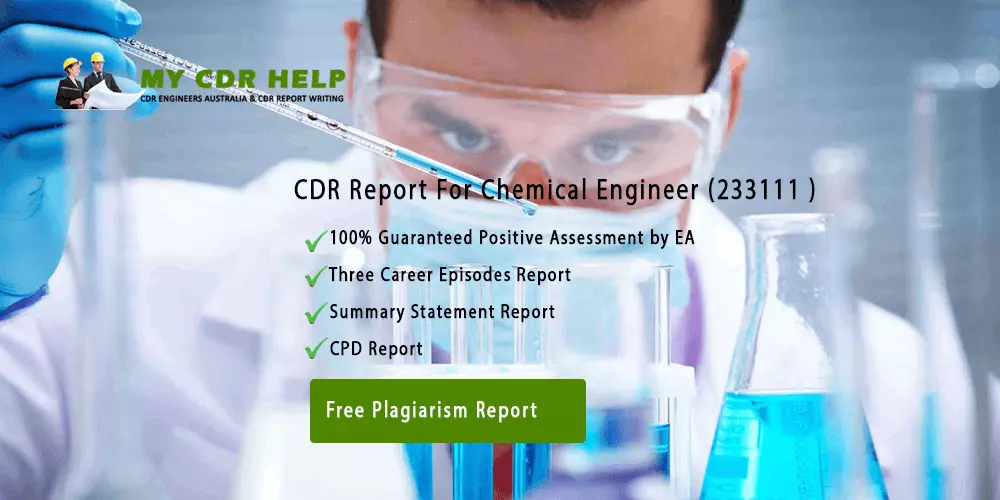 MY CDR HELP
CDR ENGINEERS AUSTRALIA & CDR REPORT WRITING
CDR Report For Chemical Engineer (233111 )
100% Guaranteed Positive Assessment by EA
Three Career Episodes Report
Summary Statement Report
CPD Report
Free Plagiarism Report